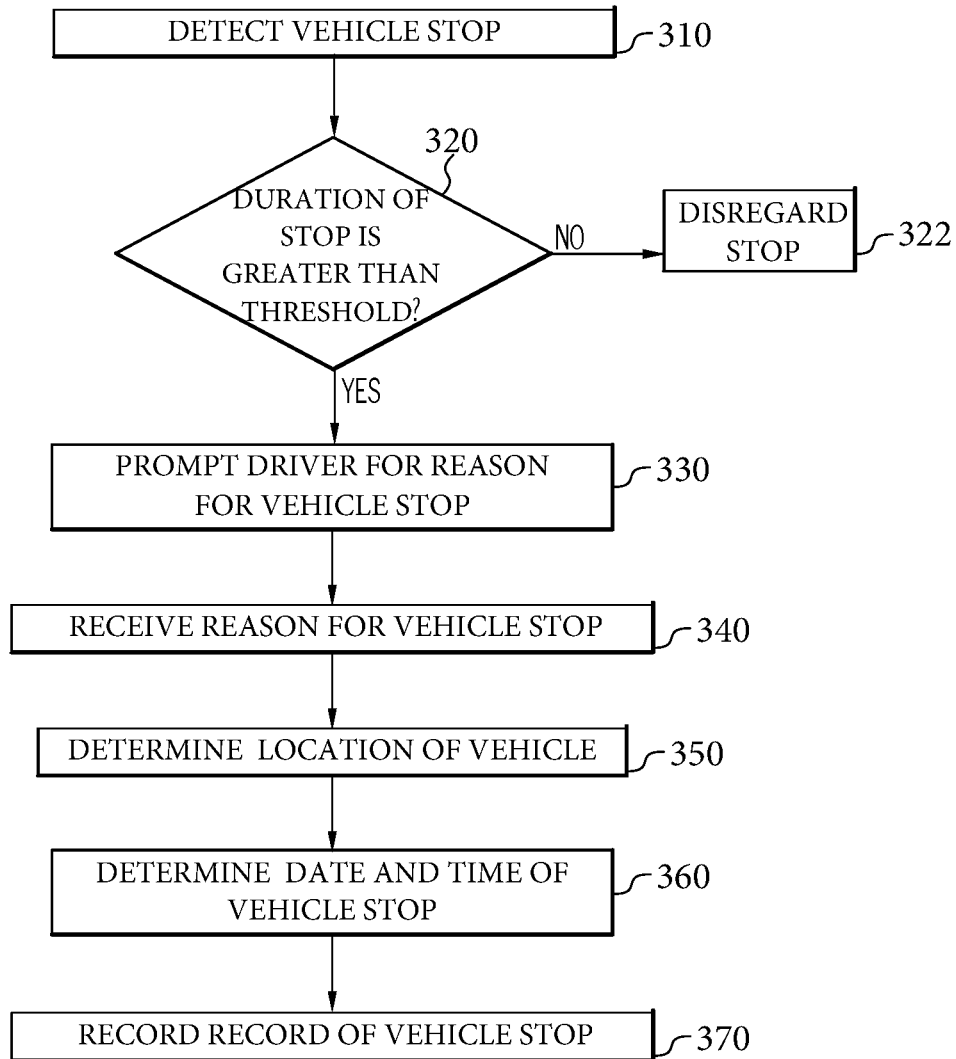 DETECT VEHICLE STOP
310
320
DURATION OF
STOP IS
GREATER THAN
THRESHOLD?
NO
DISREGARD
STOP
322
YES
PROMPT DRIVER FOR REASON
FOR VEHICLE STOP
330
RECEIVE REASON FOR VEHICLE STOP
340
DETERMINE LOCATION OF VEHICLE
350
DETERMINE DATE AND TIME OF
VEHICLE STOP
360
RECORD RECORD OF VEHICLE STOP
370